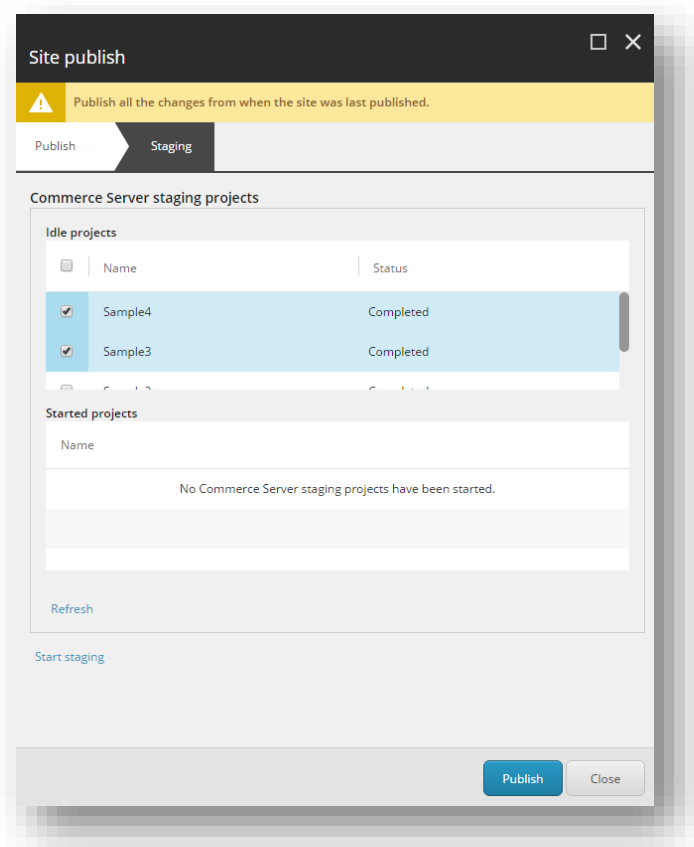 Site publish
Publish all the changes from when the site was last published.
Publish Staging
Commerce Server staging projects
Idle projects
Name Status
Sample4 Completed
Sample3 Completed
Started projects
Name
No Commerce Server staging projects have been started.
Refresh
Start staging
Publish Close